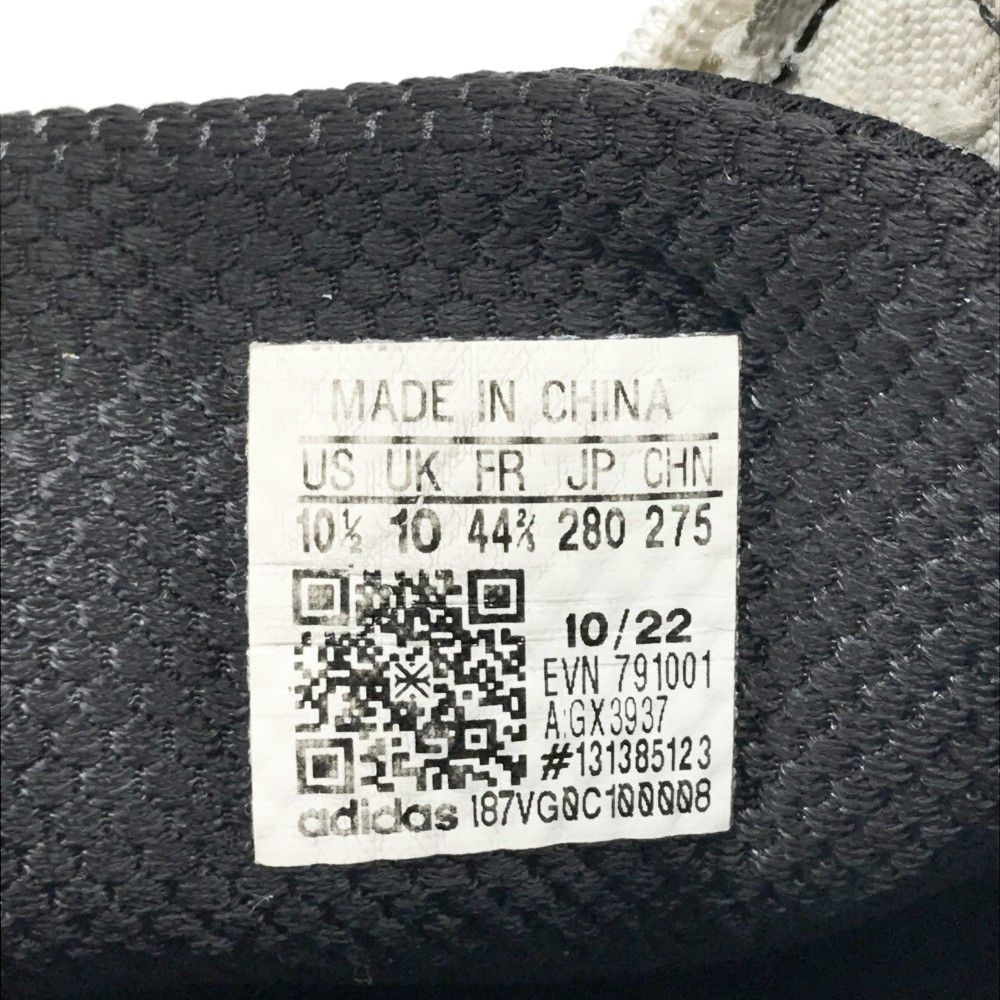 MADE IN CHINA
US UK FR JP CHN
10½ 10 44⅔ 280 275
10/22
EVN 791001
A:GX3937
#131385123
adidas I87VG0C100008